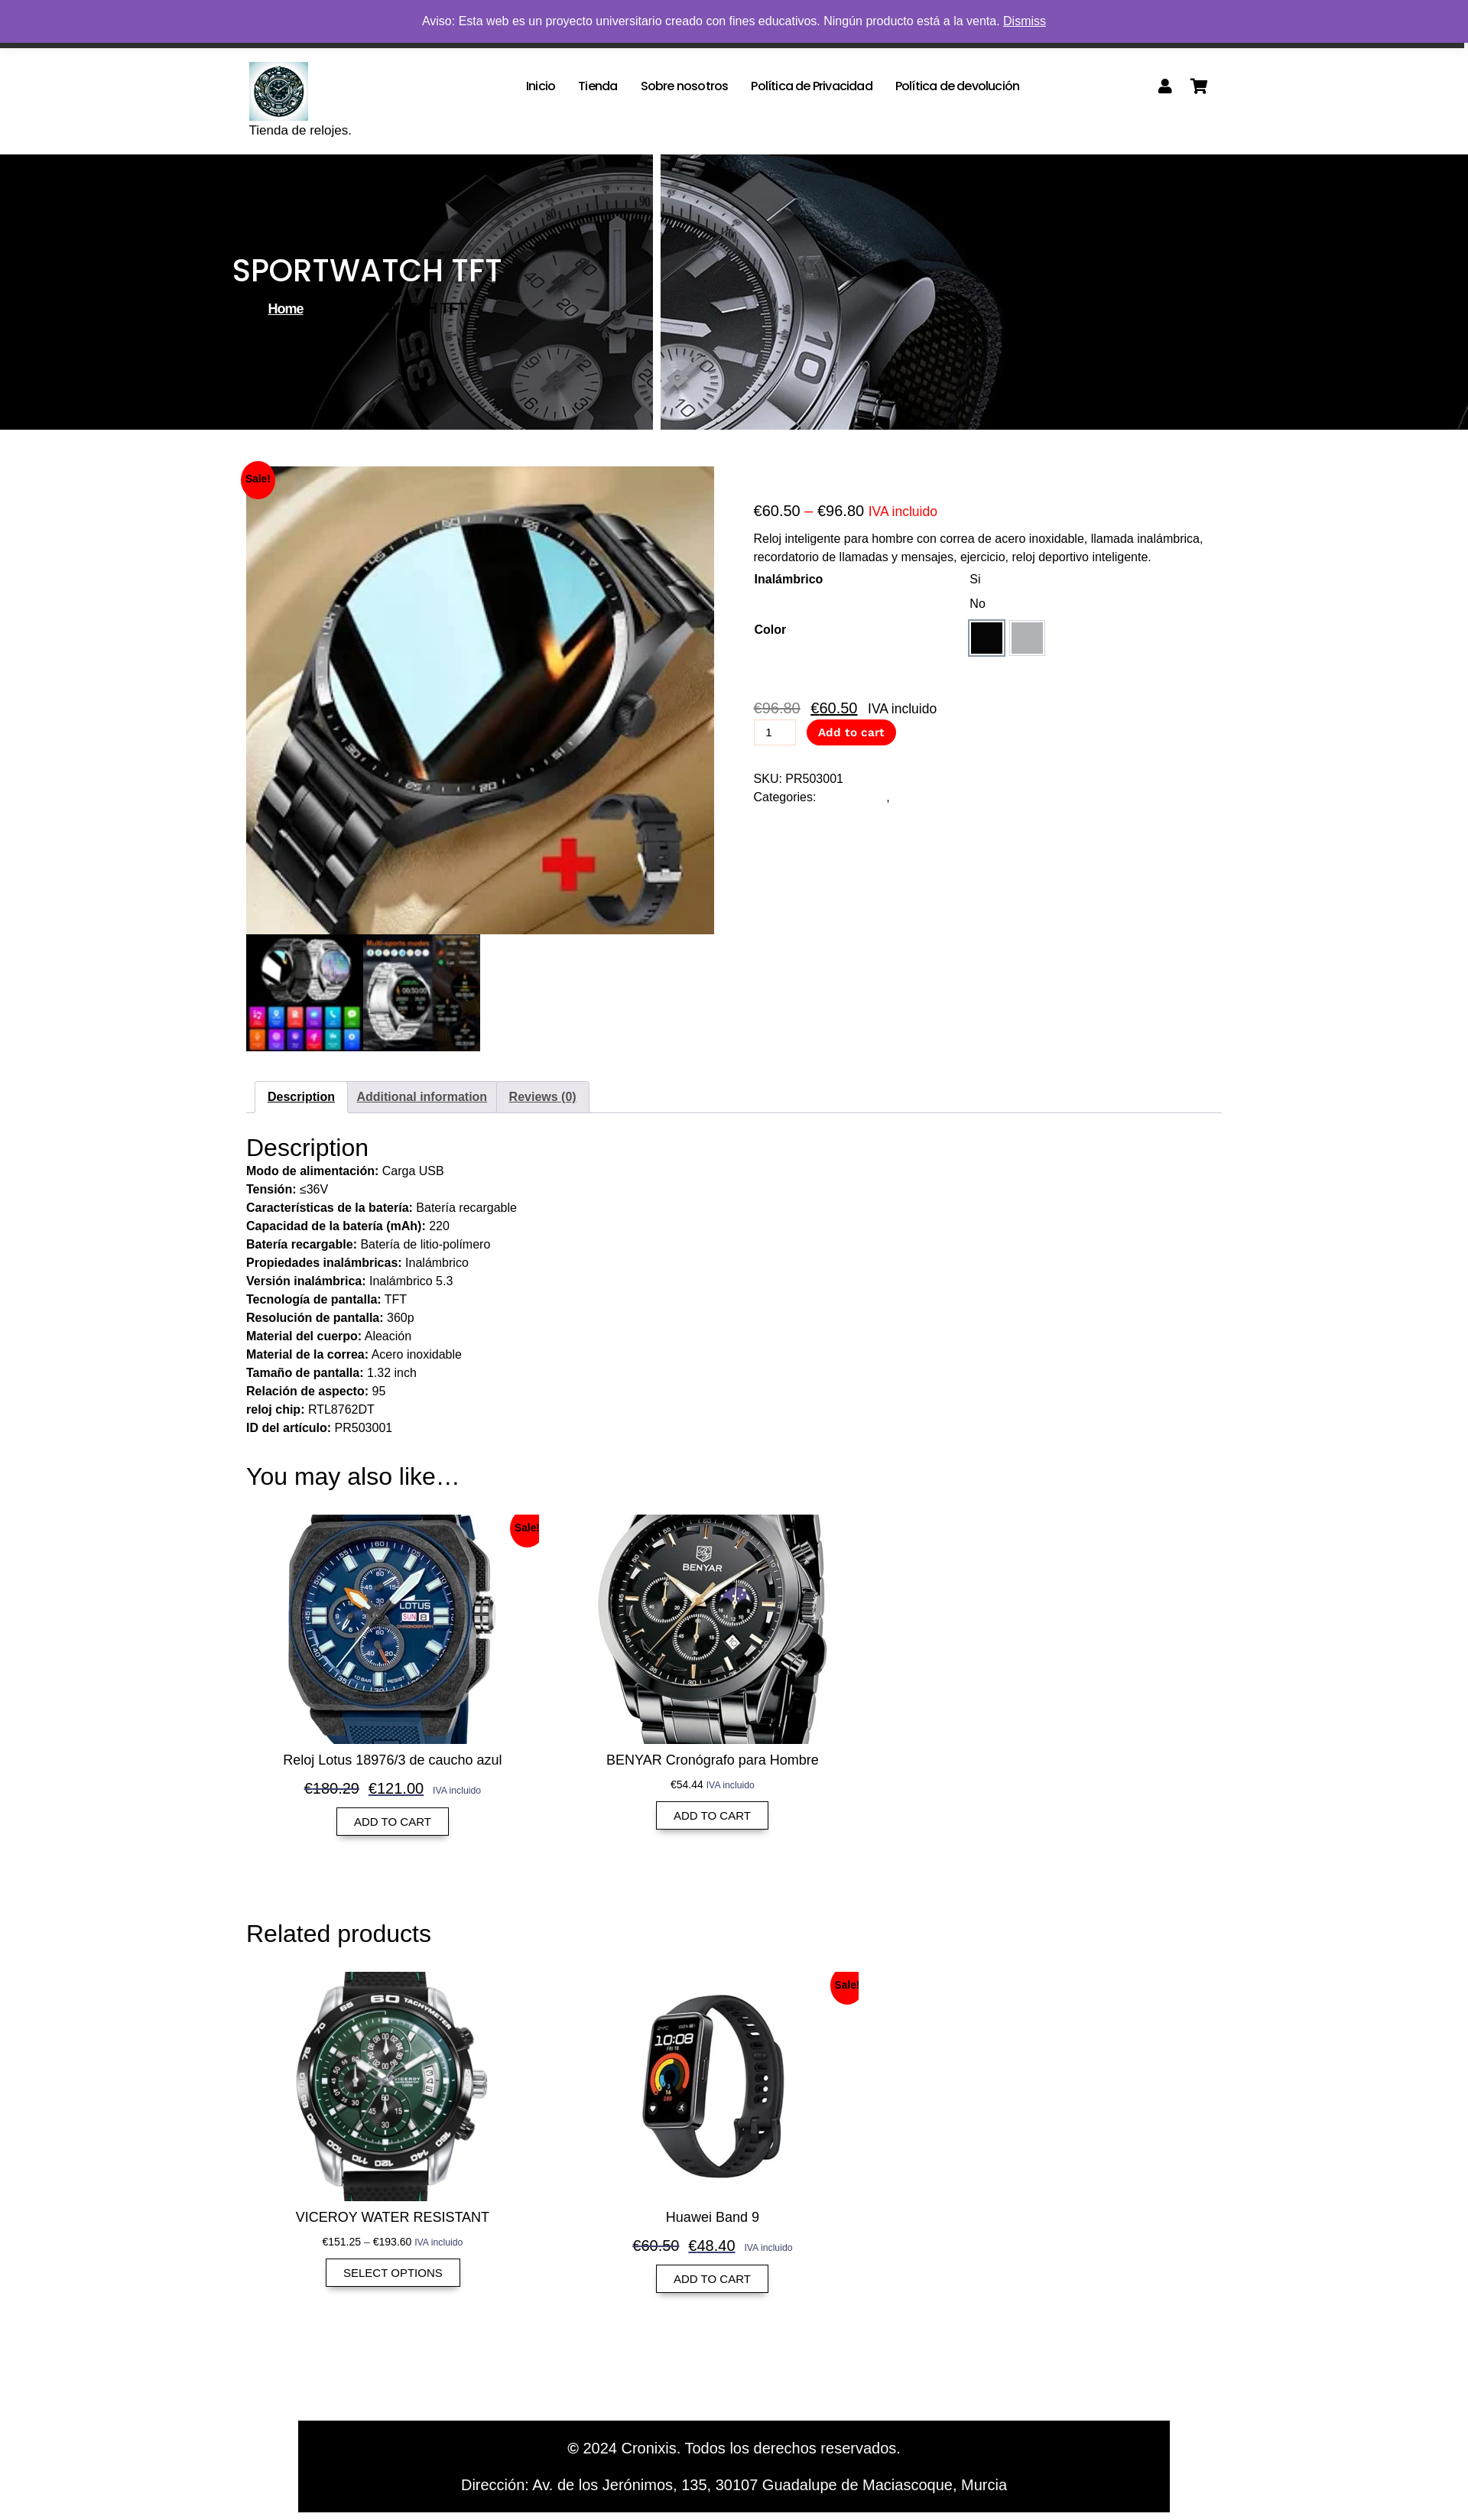 Aviso: Esta web es un proyecto universitario creado con fines educativos. Ningún producto está a la venta. Dismiss
Inicio Tienda Sobre nosotros Política de Privacidad Política de devolución
Tienda de relojes.
SPORTWATCH TFT
Home H TFT
Sale!
€60.50 – €96.80 IVA incluido
Reloj inteligente para hombre con correa de acero inoxidable, llamada inalámbrica,
recordatorio de llamadas y mensajes, ejercicio, reloj deportivo inteligente.
Inalámbrico Si
No
Color
€96.80 €60.50 IVA incluido
1 Add to cart
SKU: PR503001
Categories: ,
Multi-sports modes
Description Additional information Reviews (0)
Description
Modo de alimentación: Carga USB
Tensión: ≤36V
Características de la batería: Batería recargable
Capacidad de la batería (mAh): 220
Batería recargable: Batería de litio-polímero
Propiedades inalámbricas: Inalámbrico
Versión inalámbrica: Inalámbrico 5.3
Tecnología de pantalla: TFT
Resolución de pantalla: 360p
Material del cuerpo: Aleación
Material de la correa: Acero inoxidable
Tamaño de pantalla: 1.32 inch
Relación de aspecto: 95
reloj chip: RTL8762DT
ID del artículo: PR503001
You may also like…
Sale!
LOTUS
CHRONOGRAPH
BENYAR
Reloj Lotus 18976/3 de caucho azul
€180.29 €121.00 IVA incluido
ADD TO CART
BENYAR Cronógrafo para Hombre
€54.44 IVA incluido
ADD TO CART
Related products
Sale!
TACHYMETER
VICEROY
10:08
VICEROY WATER RESISTANT
€151.25 – €193.60 IVA incluido
SELECT OPTIONS
Huawei Band 9
€60.50 €48.40 IVA incluido
ADD TO CART
© 2024 Cronixis. Todos los derechos reservados.
Dirección: Av. de los Jerónimos, 135, 30107 Guadalupe de Maciascoque, Murcia